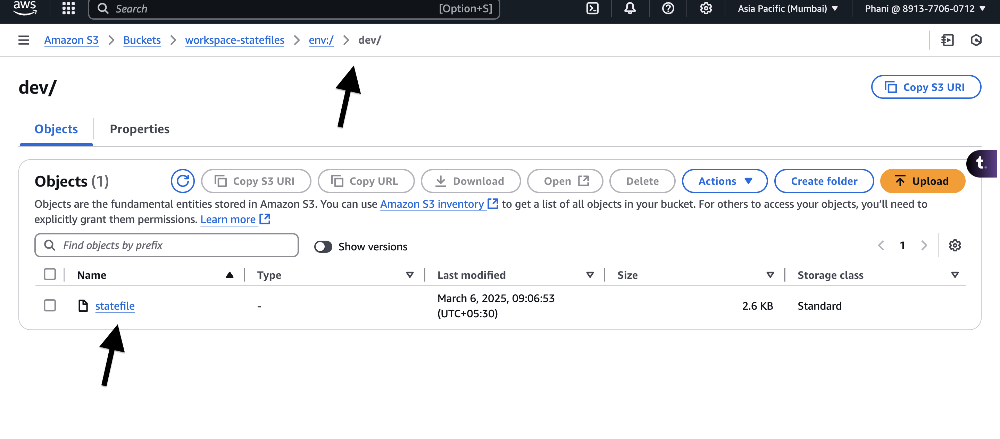 aws Search [Option+S] Asia Pacific (Mumbai) Phani @ 8913-7706-0712
Amazon S3 Buckets workspace-statefiles env:/ dev/
dev/ Copy S3 URI
Objects Properties
t.
Objects (1) Copy S3 URI Copy URL Download Open Delete Actions Create folder Upload
Objects are the fundamental entities stored in Amazon S3. You can use Amazon S3 inventory to get a list of all objects in your bucket. For others to access your objects, you’ll need to
explicitly grant them permissions. Learn more
Find objects by prefix Show versions 1
Name Type Last modified Size Storage class
statefile - March 6, 2025, 09:06:53 2.6 KB Standard
(UTC+05:30)